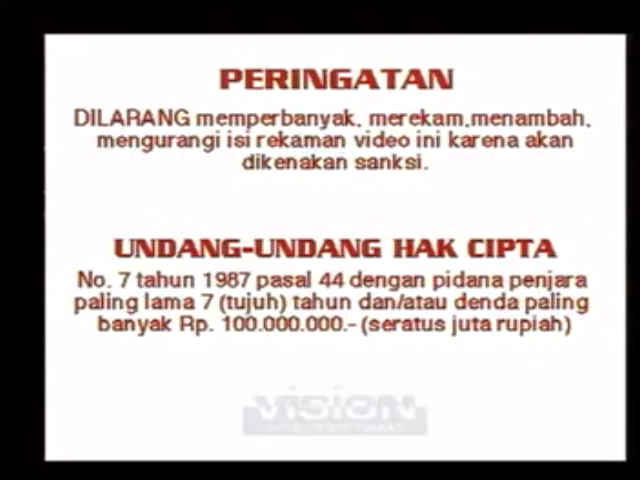 PERINGATAN
DILARANG memperbanyak, merekam,menambah,
mengurangi isi rekaman video ini karena akan
dikenakan sanksi.
UNDANG-UNDANG HAK CIPTA
No. 7 tahun 1987 pasal 44 dengan pidana penjara
paling lama 7 (tujuh) tahun dan/atau denda paling
banyak Rp. 100.000.000.- (seratus juta rupiah)
VISION